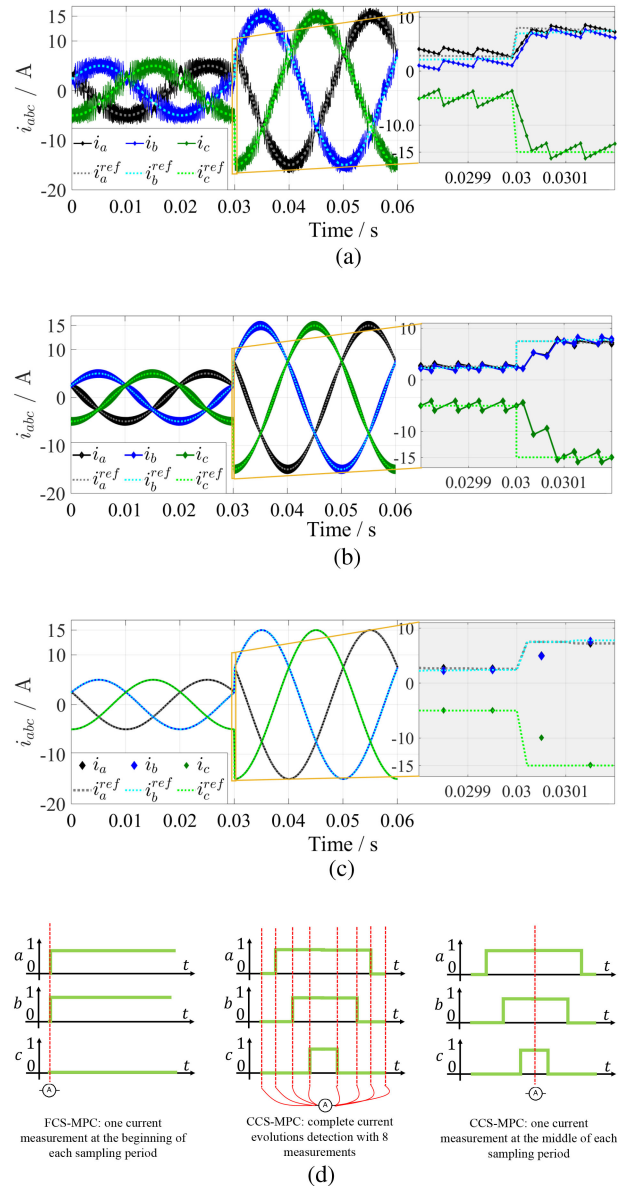 15
10
0
-10
-20
i_abc / A
i_a i_b i_c
i_a^ref i_b^ref i_c^ref
0 0.01 0.02 0.03 0.04 0.05 0.06
Time / s
10
0
-10.0
-15
0.0299 0.03 0.0301
(a)
15
10
0
-10
-20
i_abc / A
i_a i_b i_c
i_a^ref i_b^ref i_c^ref
0 0.01 0.02 0.03 0.04 0.05 0.06
Time / s
10
0
-10
-15
0.0299 0.03 0.0301
(b)
15
10
0
-10
-20
i_abc / A
i_a i_b i_c
i_a^ref i_b^ref i_c^ref
0 0.01 0.02 0.03 0.04 0.05 0.06
Time / s
10
0
-10
-15
0.0299 0.03 0.0301
(c)
a 1 0 t
b 1 0 t
c 1 0 t
A
FCS-MPC: one current
measurement at the beginning of
each sampling period
a 1 0 t
b 1 0 t
c 1 0 t
A
CCS-MPC: complete current
evolutions detection with 8
measurements
a 1 0 t
b 1 0 t
c 1 0 t
A
CCS-MPC: one current
measurement at the middle of each
sampling period
(d)